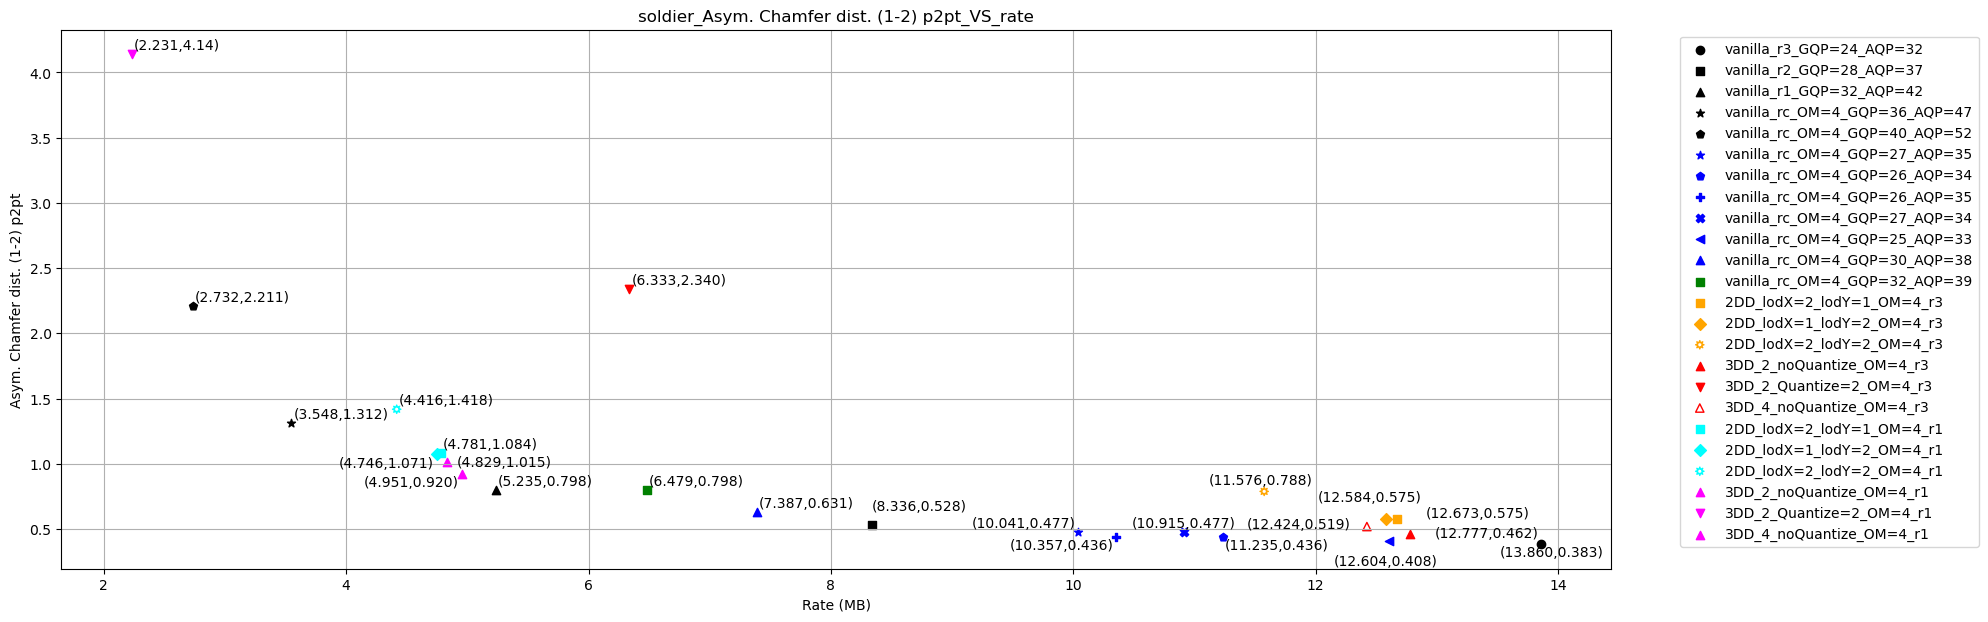 soldier_Asym. Chamfer dist. (1-2) p2pt_VS_rate
Asym. Chamfer dist. (1-2) p2pt
4.0
3.5
3.0
2.5
2.0
1.5
1.0
0.5
(2.231,4.14)
(6.333,2.340)
(2.732,2.211)
(4.416,1.418)
(3.548,1.312)
(4.781,1.084)
(4.746,1.071)
(4.829,1.015)
(4.951,0.920)
(5.235,0.798)
(6.479,0.798)
(7.387,0.631)
(8.336,0.528)
(10.041,0.477)
(10.357,0.436)
(10.915,0.477)
(11.235,0.436)
(11.576,0.788)
(12.584,0.575)
(12.673,0.575)
(12.424,0.519)
(12.777,0.462)
(12.604,0.408)
(13.860,0.383)
2
4
6
8
10
12
14
Rate (MB)
vanilla_r3_GQP=24_AQP=32
vanilla_r2_GQP=28_AQP=37
vanilla_r1_GQP=32_AQP=42
vanilla_rc_OM=4_GQP=36_AQP=47
vanilla_rc_OM=4_GQP=40_AQP=52
vanilla_rc_OM=4_GQP=27_AQP=35
vanilla_rc_OM=4_GQP=26_AQP=34
vanilla_rc_OM=4_GQP=26_AQP=35
vanilla_rc_OM=4_GQP=27_AQP=34
vanilla_rc_OM=4_GQP=25_AQP=33
vanilla_rc_OM=4_GQP=30_AQP=38
vanilla_rc_OM=4_GQP=32_AQP=39
2DD_lodX=2_lodY=1_OM=4_r3
2DD_lodX=1_lodY=2_OM=4_r3
2DD_lodX=2_lodY=2_OM=4_r3
3DD_2_noQuantize_OM=4_r3
3DD_2_Quantize=2_OM=4_r3
3DD_4_noQuantize_OM=4_r3
2DD_lodX=2_lodY=1_OM=4_r1
2DD_lodX=1_lodY=2_OM=4_r1
2DD_lodX=2_lodY=2_OM=4_r1
3DD_2_noQuantize_OM=4_r1
3DD_2_Quantize=2_OM=4_r1
3DD_4_noQuantize_OM=4_r1